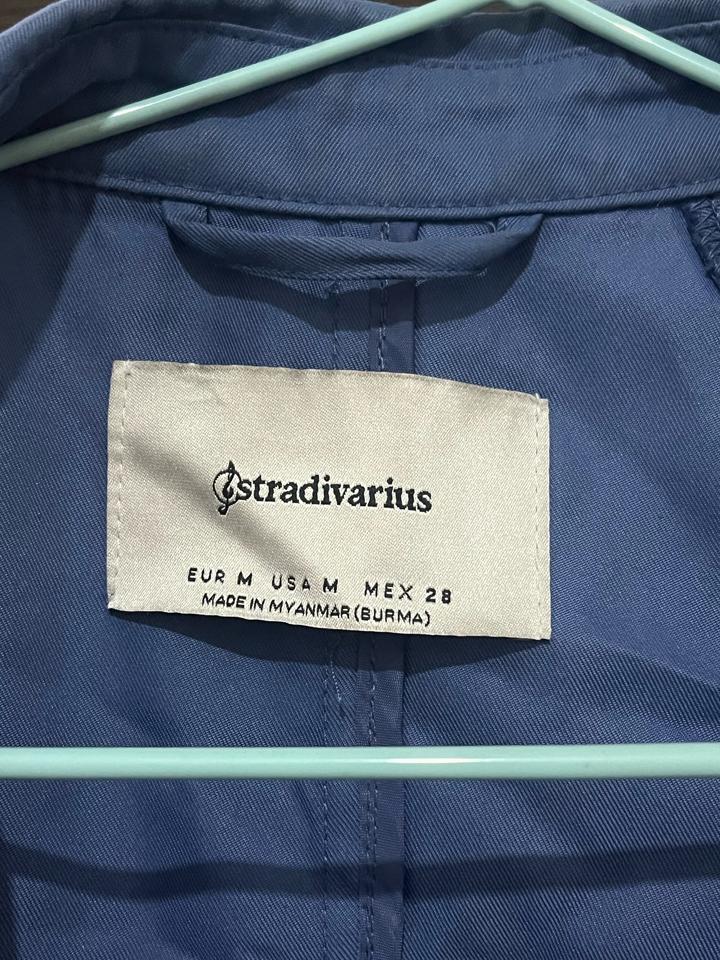 stradivarius
EUR M USA M MEX 28
MADE IN MYANMAR (BURMA)